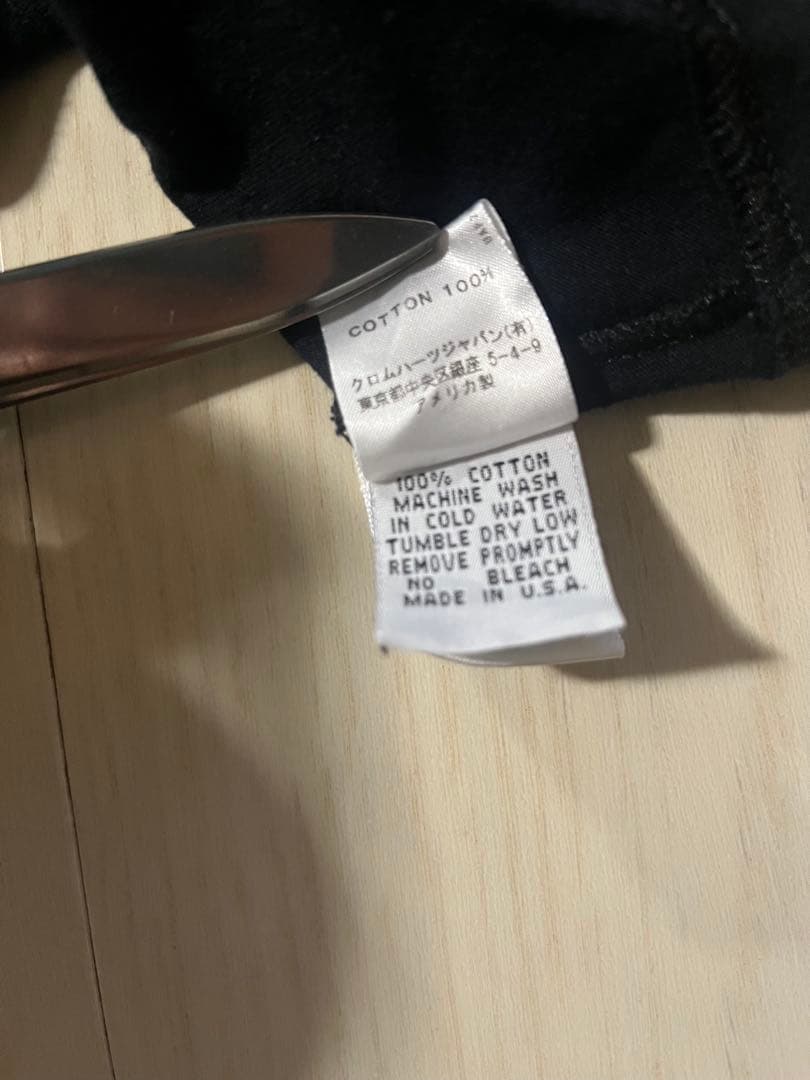 COTTON 100%
クロムハーツジャパン(有)
東京都中央区銀座 5-4-9
アメリカ製
100% COTTON
MACHINE WASH
IN COLD WATER
TUMBLE DRY LOW
REMOVE PROMPTLY
NO BLEACH
MADE IN U.S.A.